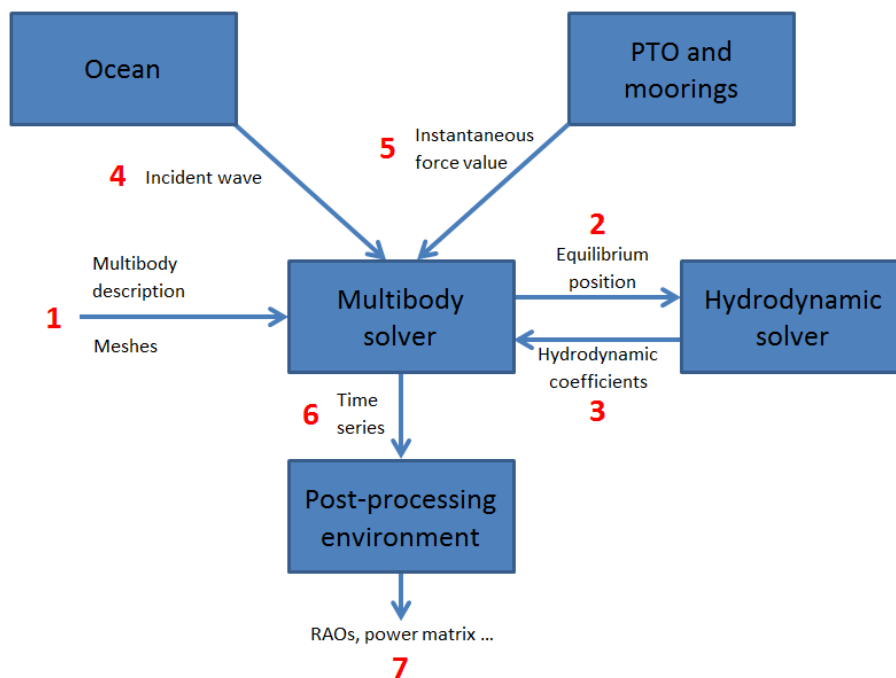 Ocean
PTO and
moorings
4 Incident wave
5 Instantaneous
force value
1
Multibody
description
Meshes
Multibody
solver
2
Equilibrium
position
Hydrodynamic
solver
Hydrodynamic
coefficients
3
6 Time
series
Post-processing
environment
RAOs, power matrix ...
7